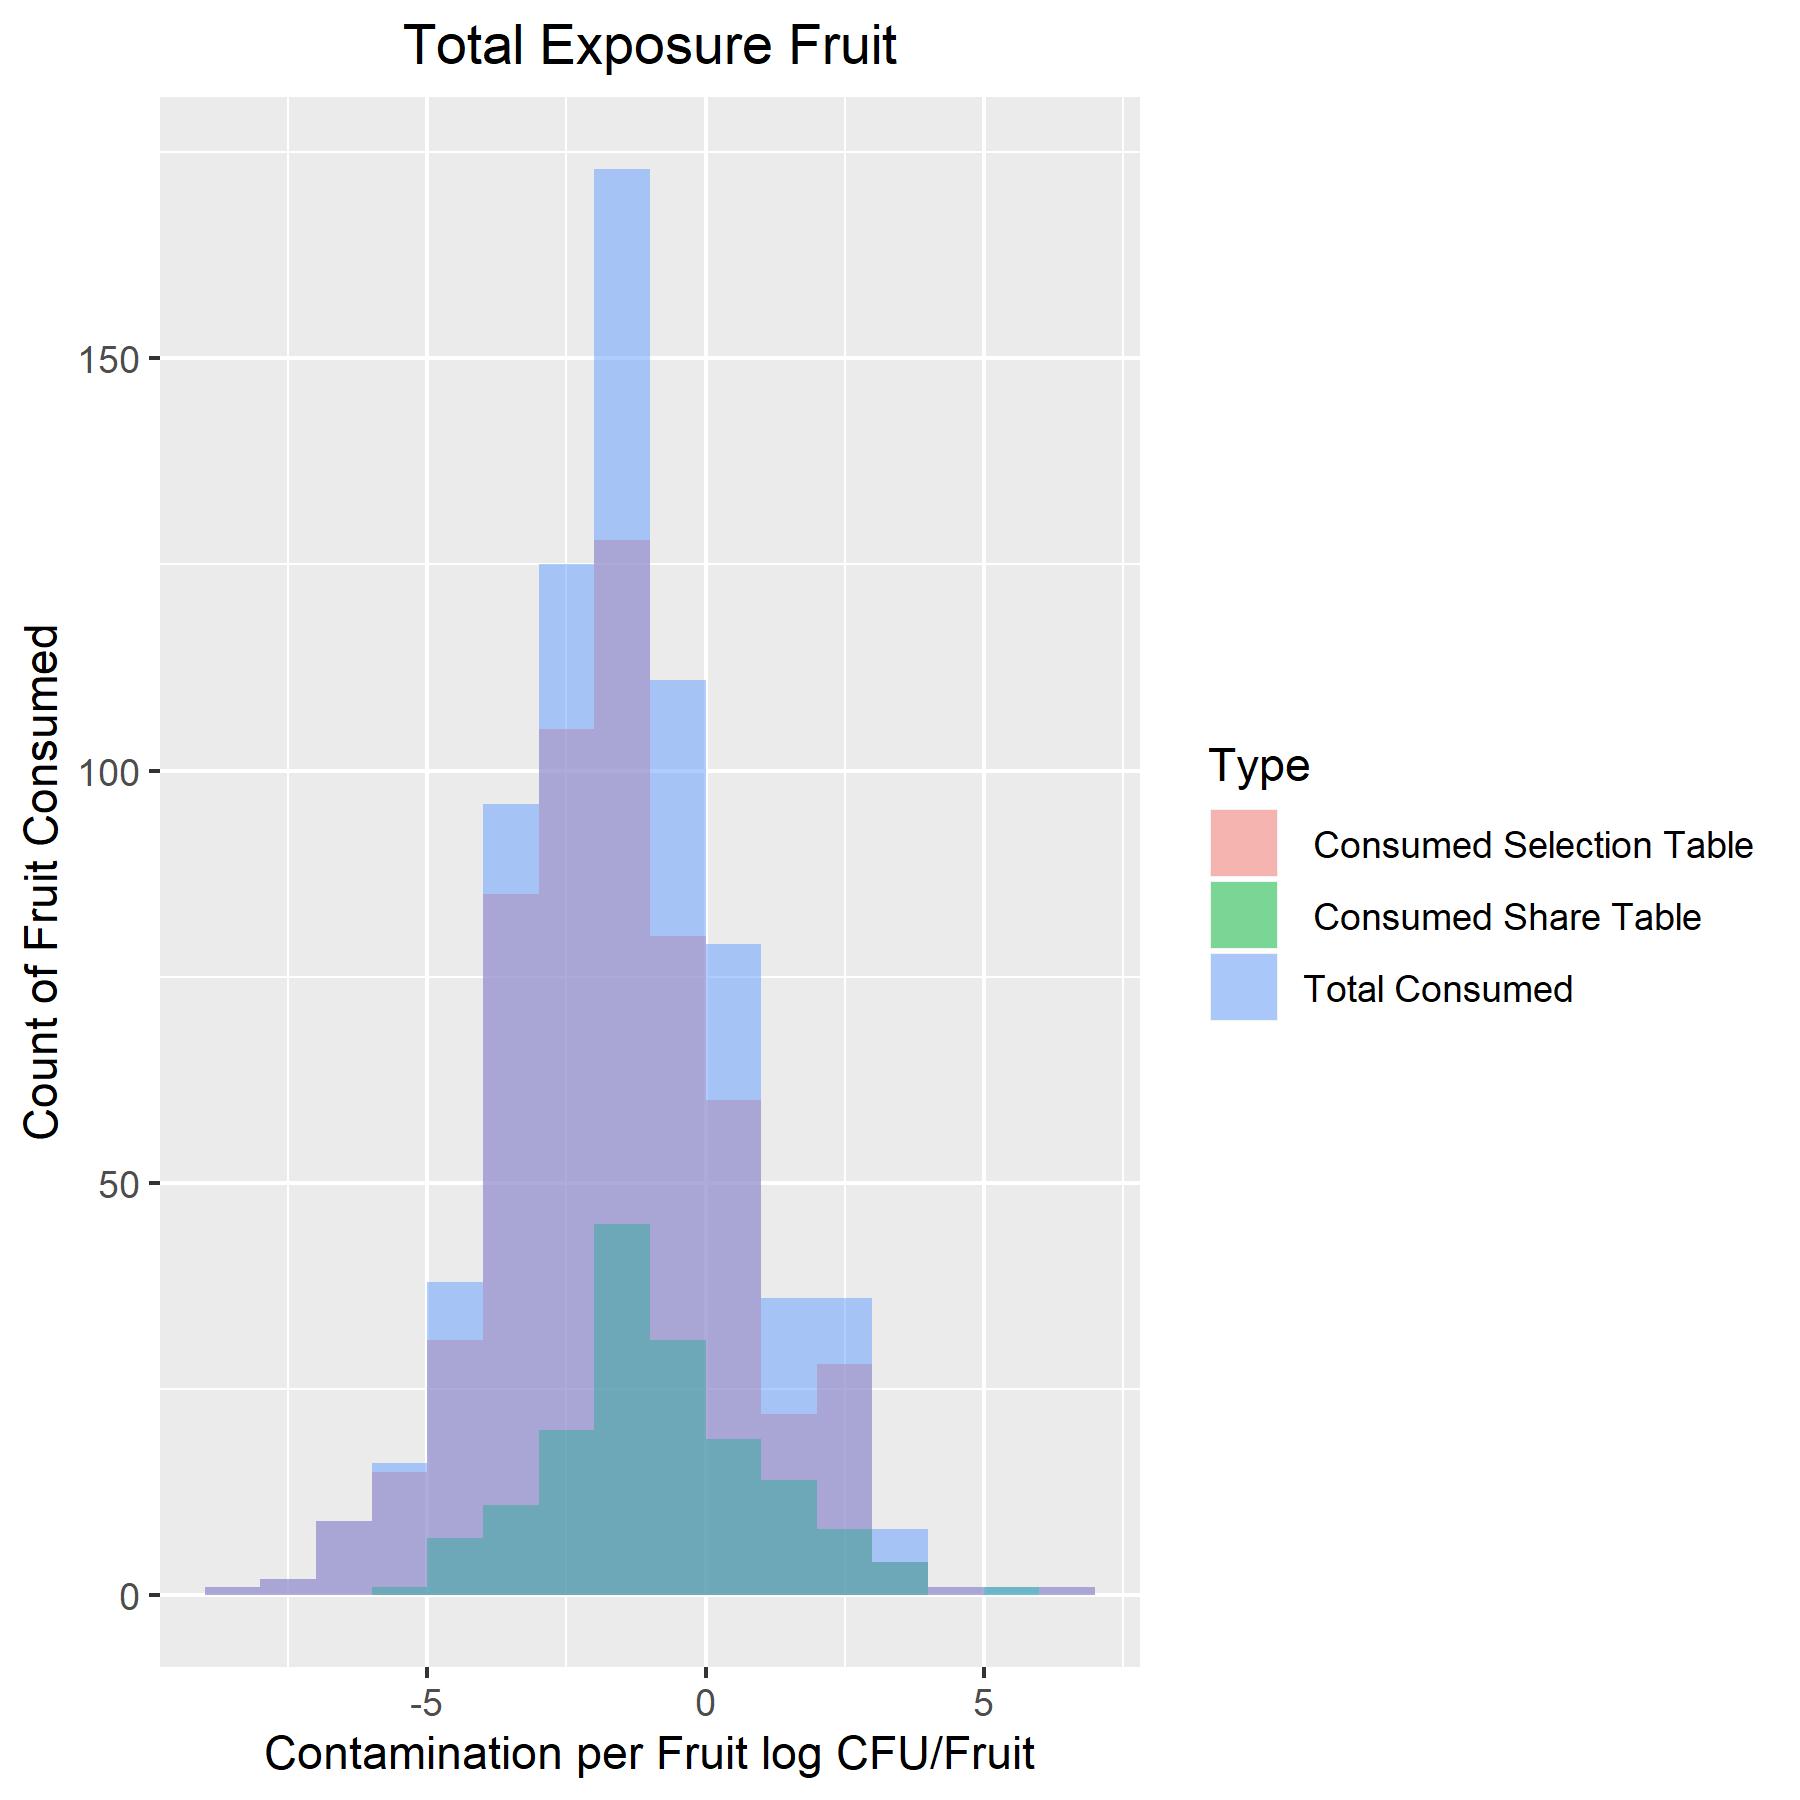 Total Exposure Fruit
150
100
50
0
-5 0 5
Contamination per Fruit log CFU/Fruit
Count of Fruit Consumed
Type
Consumed Selection Table
Consumed Share Table
Total Consumed